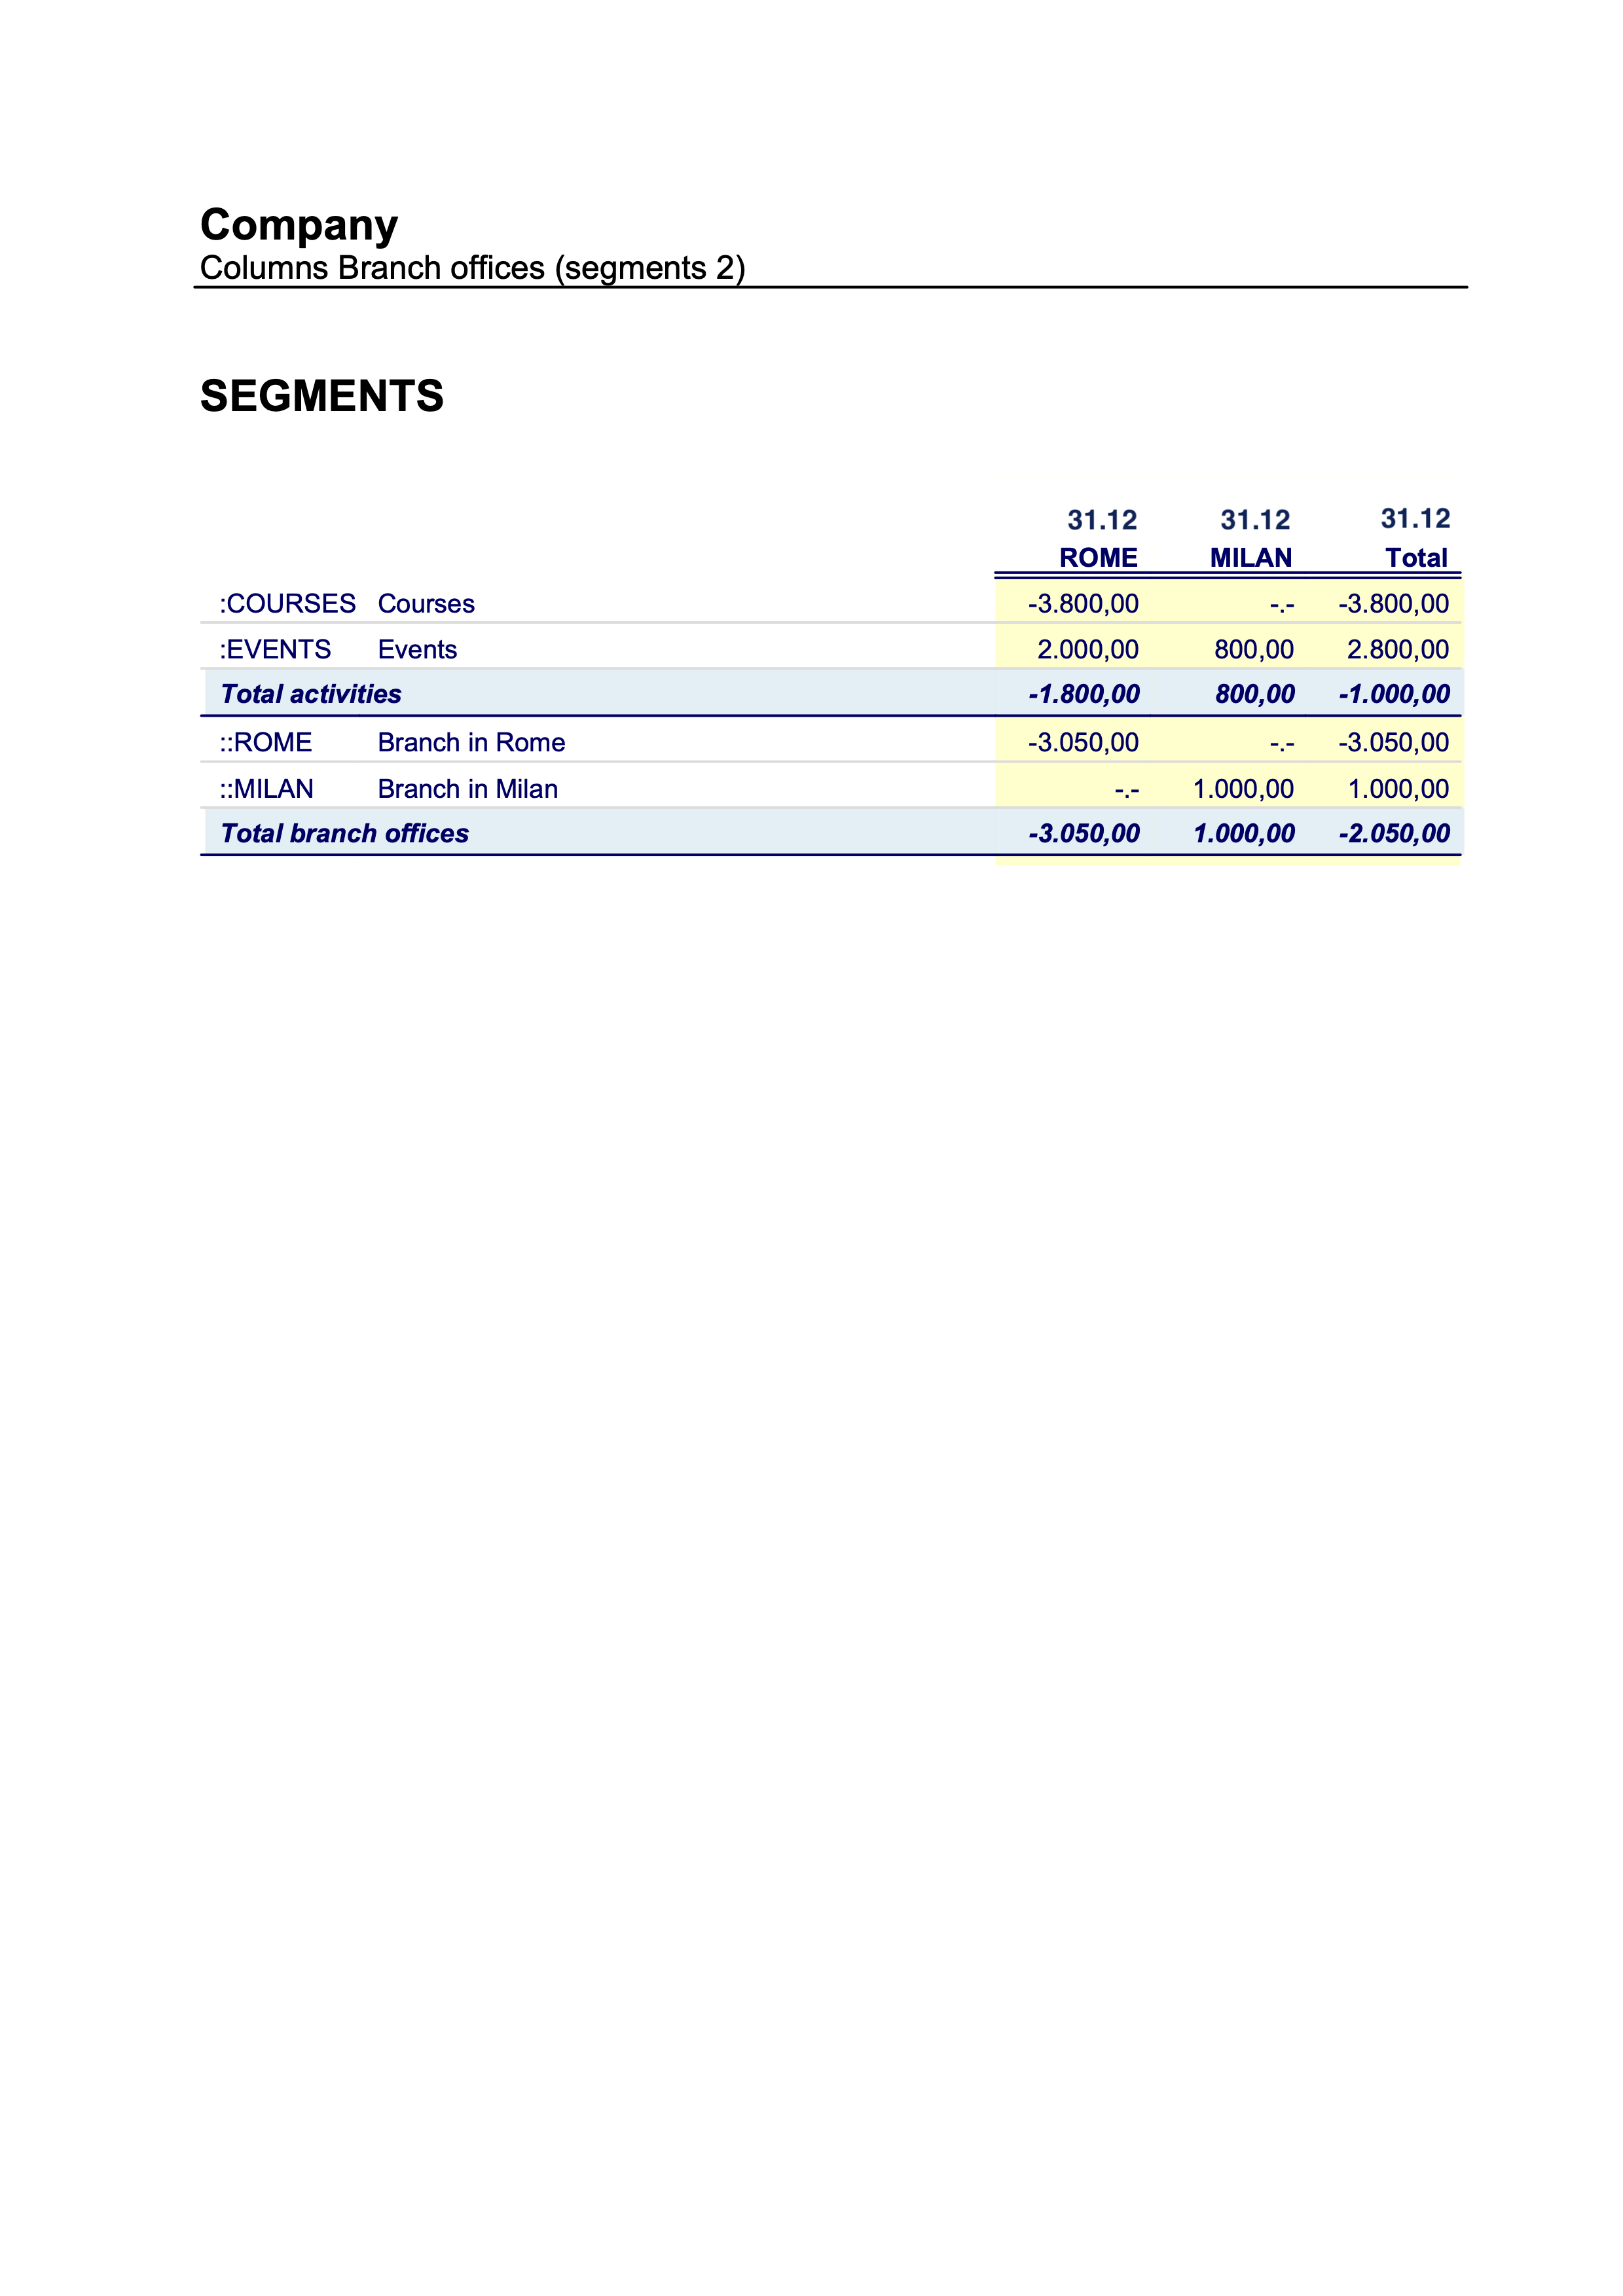 Company
Columns Branch offices (segments 2)
SEGMENTS
31.12 31.12 31.12
ROME MILAN Total
:COURSES Courses -3.800,00 -.- -3.800,00
:EVENTS Events 2.000,00 800,00 2.800,00
Total activities -1.800,00 800,00 -1.000,00
::ROME Branch in Rome -3.050,00 -.- -3.050,00
::MILAN Branch in Milan -.- 1.000,00 1.000,00
Total branch offices -3.050,00 1.000,00 -2.050,00